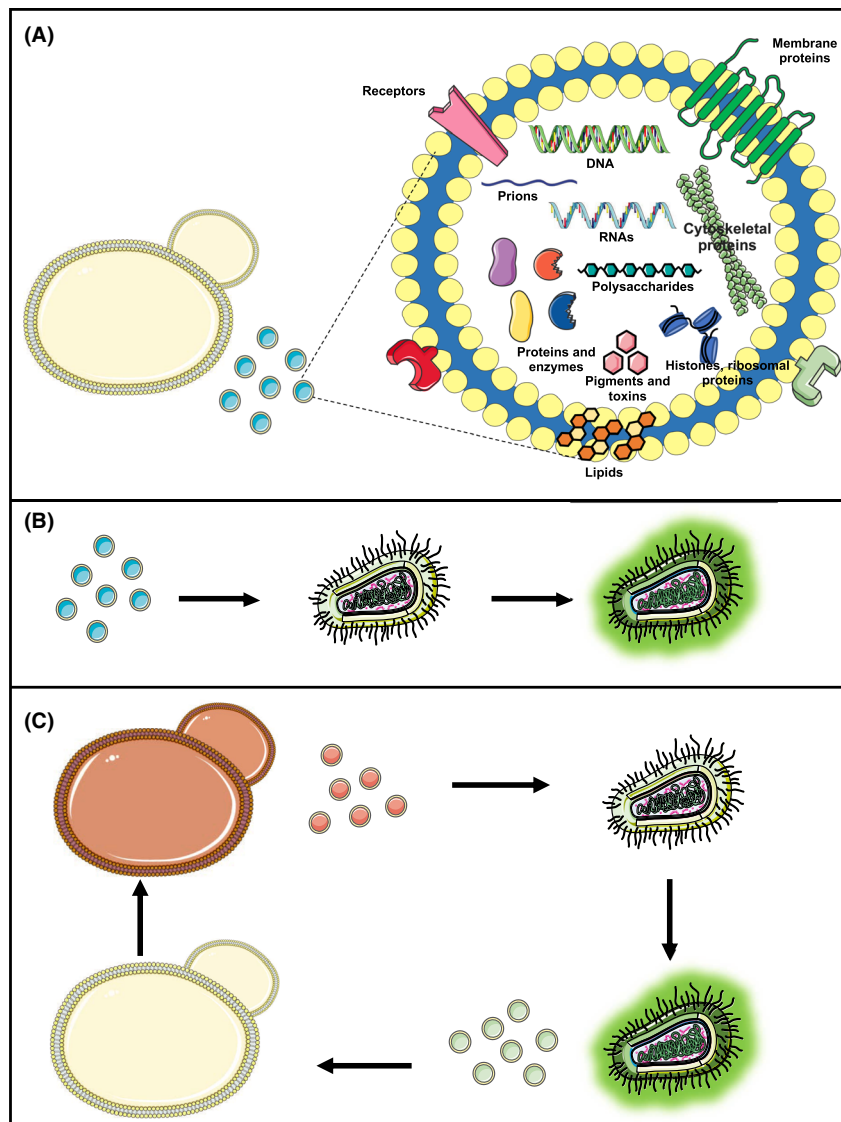 (A)
Membrane
proteins
Receptors
DNA
Prions
RNAs
Cytoskeletal
proteins
Polysaccharides
Proteins and
enzymes
Pigments and
toxins
Histones, ribosomal
proteins
Lipids
(B)
(C)